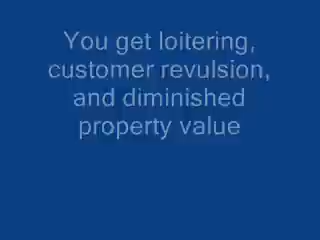 You get loitering,
customer revulsion,
and diminished
property value